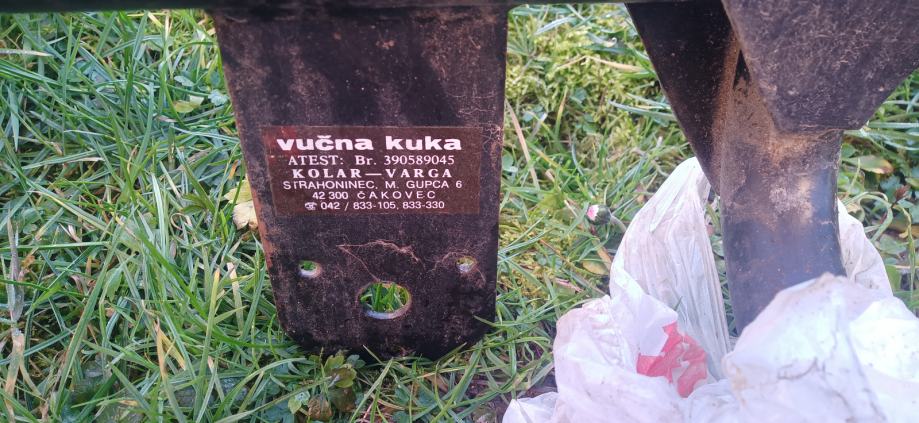 vučna kuka
ATEST: Br. 390589045
KOLAR—VARGA
STRAHONINEC, M. GUPCA 6
42 300 ČAKOVEC
☎ 042 / 833-105, 833-330